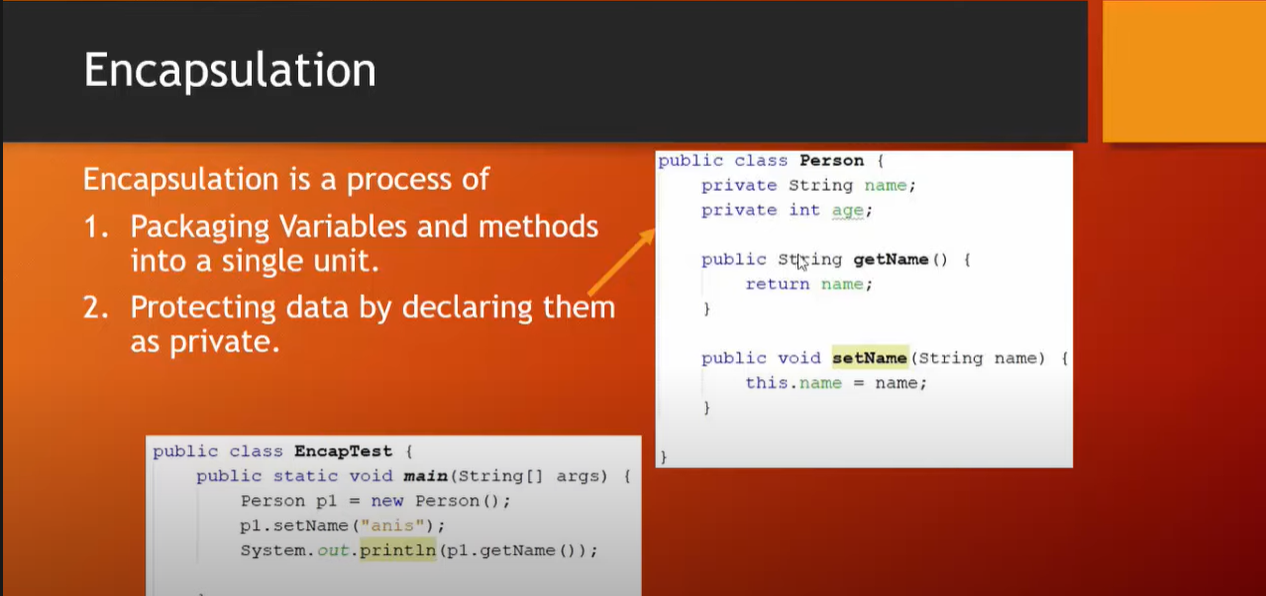 Encapsulation
Encapsulation is a process of
1. Packaging Variables and methods
into a single unit.
2. Protecting data by declaring them
as private.
public class Person {
private String name;
private int age;
public String getName() {
return name;
}
public void setName(String name) {
this.name = name;
}
}
public class EncapTest {
public static void main(String[] args) {
Person p1 = new Person();
p1.setName("anis");
System.out.println(p1.getName());